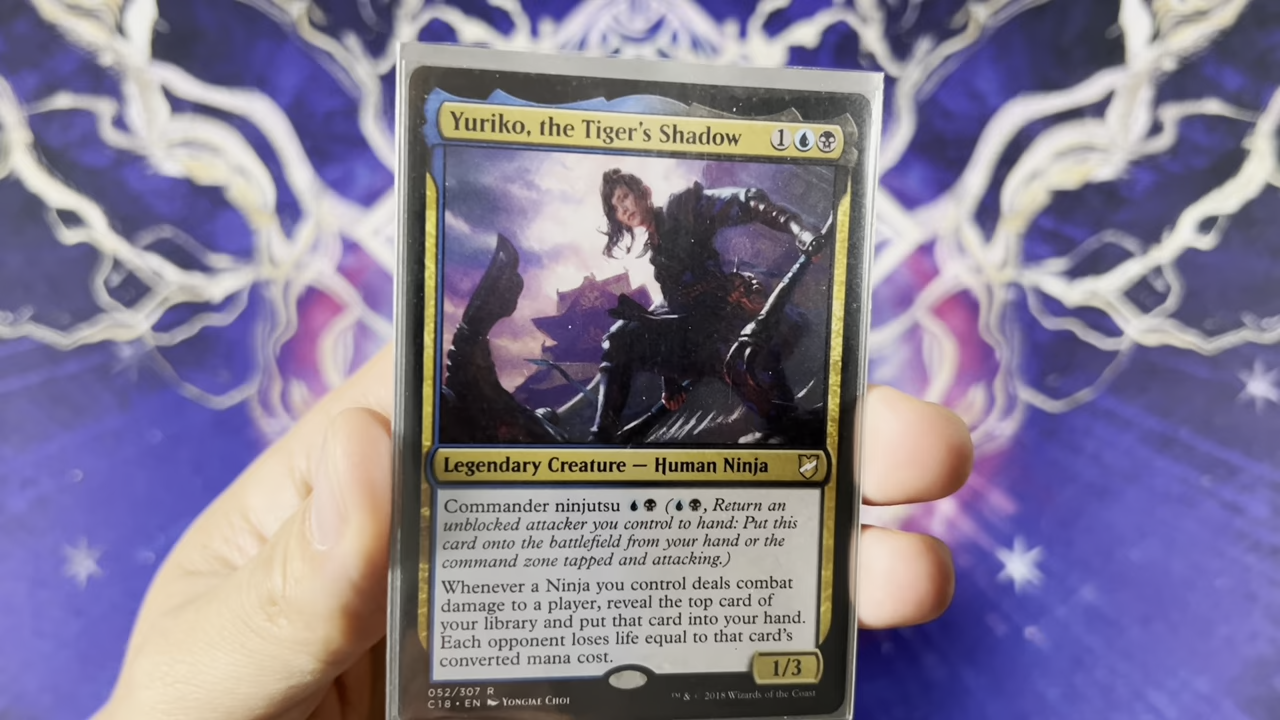 Yuriko, the Tiger's Shadow 1
Legendary Creature — Human Ninja
Commander ninjutsu (, Return an
unblocked attacker you control to hand: Put this
card onto the battlefield from your hand or the
command zone tapped and attacking.)
Whenever a Ninja you control deals combat
damage to a player, reveal the top card of
your library and put that card into your hand.
Each opponent loses life equal to that card's
converted mana cost.
1/3
052/307 R
C18 • EN Yongjae Choi
™ & © 2018 Wizards of the Coast